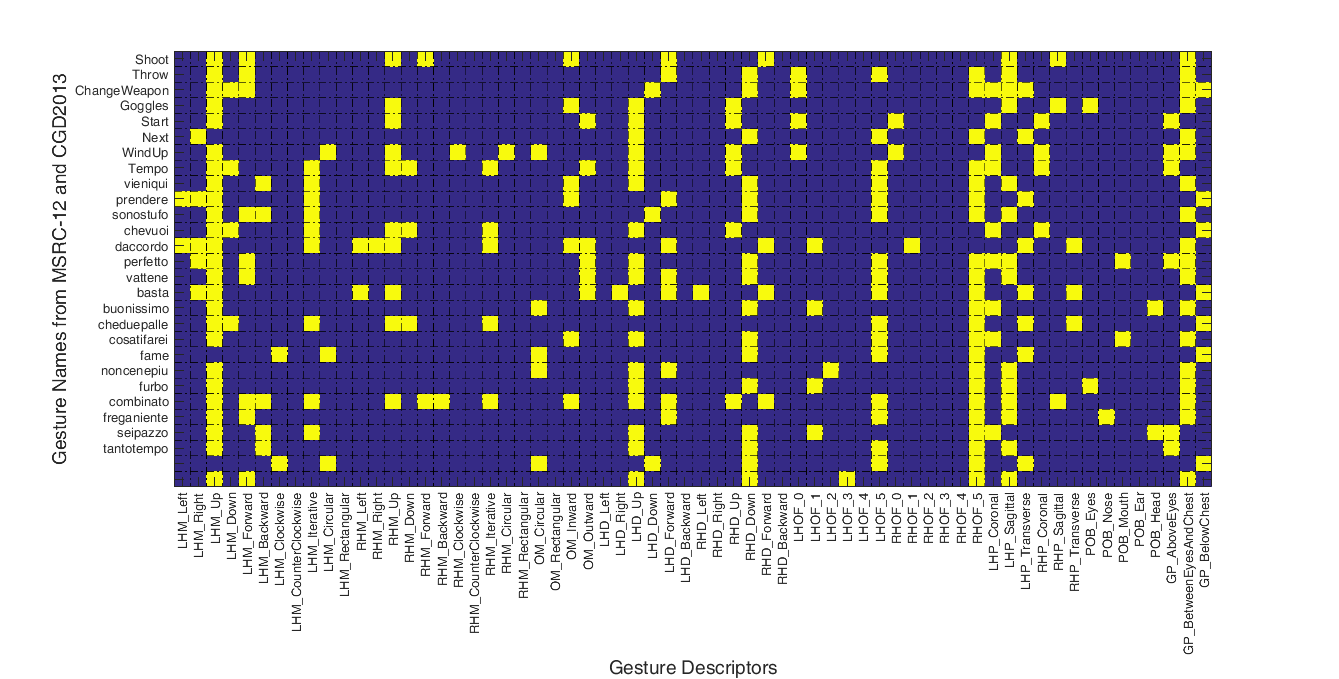 Gesture Names from MSRC-12 and CGD2013
Shoot
Throw
ChangeWeapon
Goggles
Start
Next
WindUp
Tempo
vieniqui
prendere
sonostufo
chevuoi
daccordo
perfetto
vattene
basta
buonissimo
cheduepalle
cosatifarei
fame
noncenepiu
furbo
combinato
freganiente
seipazzo
tantotempo
LHM_Left
LHM_Right
LHM_Up
LHM_Down
LHM_Forward
LHM_Backward
LHM_Clockwise
LHM_CounterClockwise
LHM_Iterative
LHM_Circular
LHM_Rectangular
RHM_Left
RHM_Right
RHM_Up
RHM_Down
RHM_Forward
RHM_Backward
RHM_Clockwise
RHM_CounterClockwise
RHM_Iterative
RHM_Circular
RHM_Rectangular
OM_Circular
OM_Rectangular
OM_Inward
OM_Outward
LHD_Left
LHD_Right
LHD_Up
LHD_Down
LHD_Forward
LHD_Backward
RHD_Left
RHD_Right
RHD_Up
RHD_Down
RHD_Forward
RHD_Backward
LHOF_0
LHOF_1
LHOF_2
LHOF_3
LHOF_4
LHOF_5
RHOF_0
RHOF_1
RHOF_2
RHOF_3
RHOF_4
RHOF_5
LHP_Coronal
LHP_Sagittal
LHP_Transverse
RHP_Coronal
RHP_Sagittal
RHP_Transverse
POB_Eyes
POB_Nose
POB_Mouth
POB_Ear
POB_Head
GP_AboveEyes
GP_BetweenEyesAndChest
GP_BelowChest
Gesture Descriptors